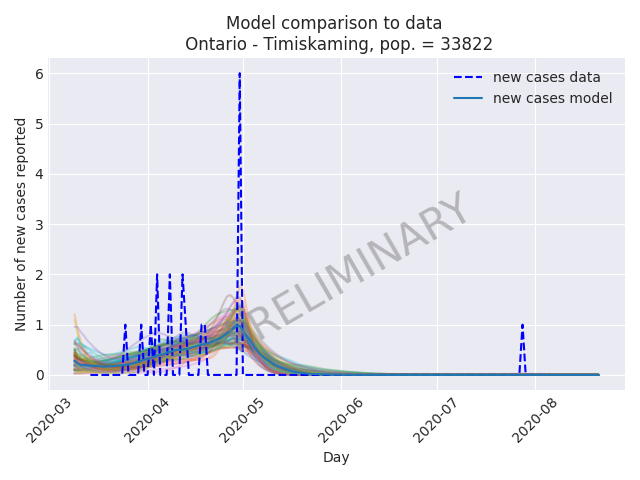 Model comparison to data
Ontario - Timiskaming, pop. = 33822
new cases data
new cases model
Number of new cases reported
6
5
4
3
2
1
0
PRELIMINARY
2020-03
2020-04
2020-05
2020-06
2020-07
2020-08
Day